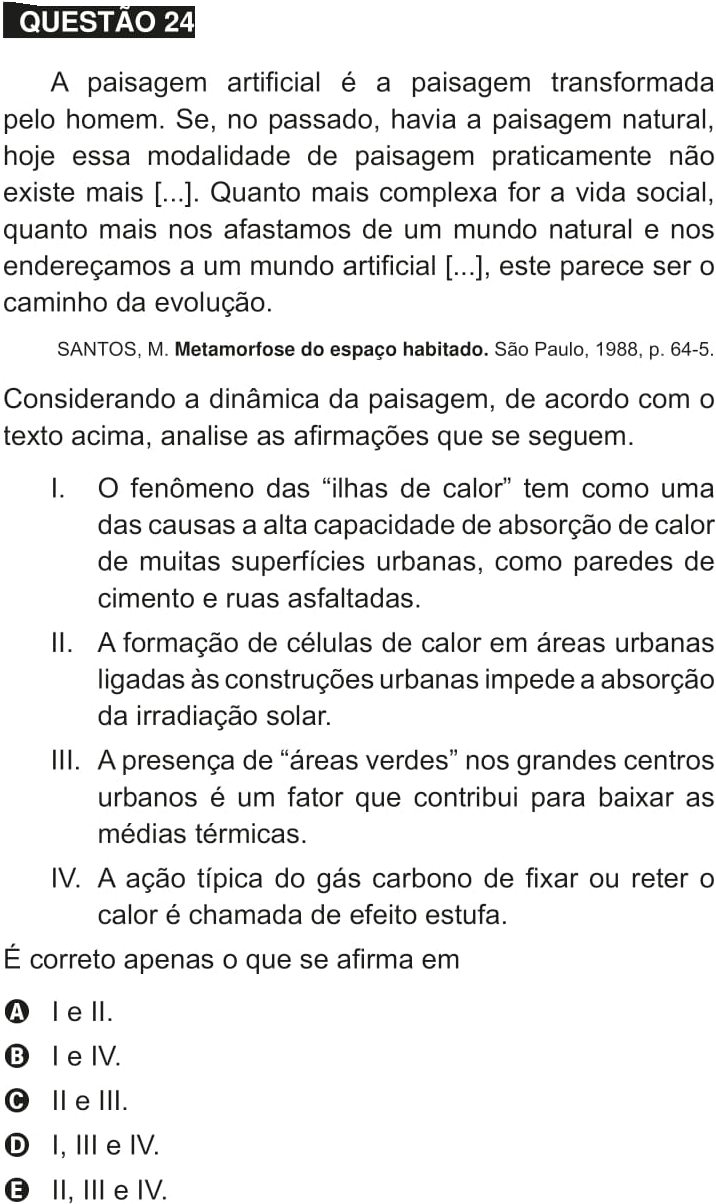 QUESTÃO 24
A paisagem artificial é a paisagem transformada
pelo homem. Se, no passado, havia a paisagem natural,
hoje essa modalidade de paisagem praticamente não
existe mais [...]. Quanto mais complexa for a vida social,
quanto mais nos afastamos de um mundo natural e nos
endereçamos a um mundo artificial [...], este parece ser o
caminho da evolução.
SANTOS, M. Metamorfose do espaço habitado. São Paulo, 1988, p. 64-5.
Considerando a dinâmica da paisagem, de acordo com o
texto acima, analise as afirmações que se seguem.
I. O fenômeno das “ilhas de calor” tem como uma
das causas a alta capacidade de absorção de calor
de muitas superfícies urbanas, como paredes de
cimento e ruas asfaltadas.
II. A formação de células de calor em áreas urbanas
ligadas às construções urbanas impede a absorção
da irradiação solar.
III. A presença de “áreas verdes” nos grandes centros
urbanos é um fator que contribui para baixar as
médias térmicas.
IV. A ação típica do gás carbono de fixar ou reter o
calor é chamada de efeito estufa.
É correto apenas o que se afirma em
A I e II.
B I e IV.
C II e III.
D I, III e IV.
E II, III e IV.